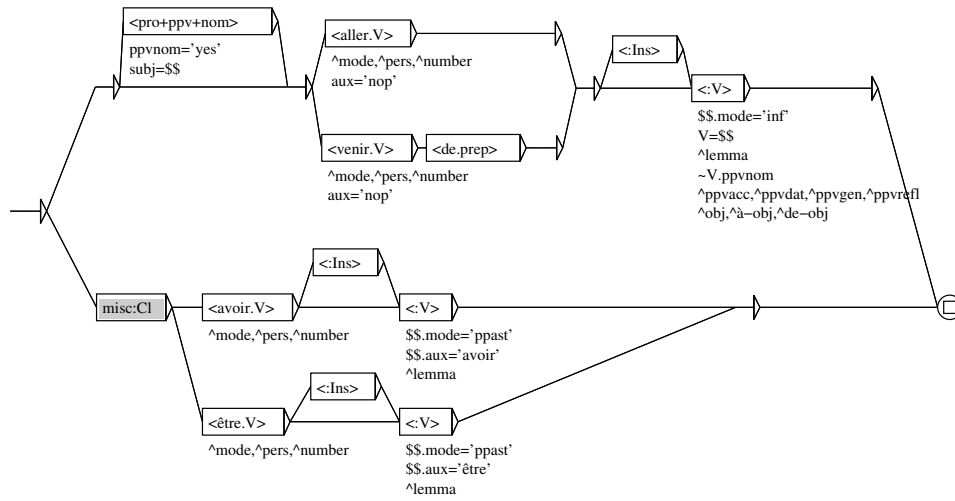 <pro+ppv+nom>
ppvnom='yes'
subj=$$
<aller.V>
^mode,^pers,^number
aux='nop'
<venir.V>
<de.prep>
^mode,^pers,^number
aux='nop'
<:Ins>
<:V>
$$.mode='inf'
V=$$
^lemma
~V.ppvnom
^ppvacc,^ppvdat,^ppvgen,^ppvrefl
^obj,^à−obj,^de−obj
misc:Cl
<avoir.V>
^mode,^pers,^number
<:Ins>
<:V>
$$.mode='ppast'
$$.aux='avoir'
^lemma
<être.V>
^mode,^pers,^number
<:Ins>
<:V>
$$.mode='ppast'
$$.aux='être'
^lemma